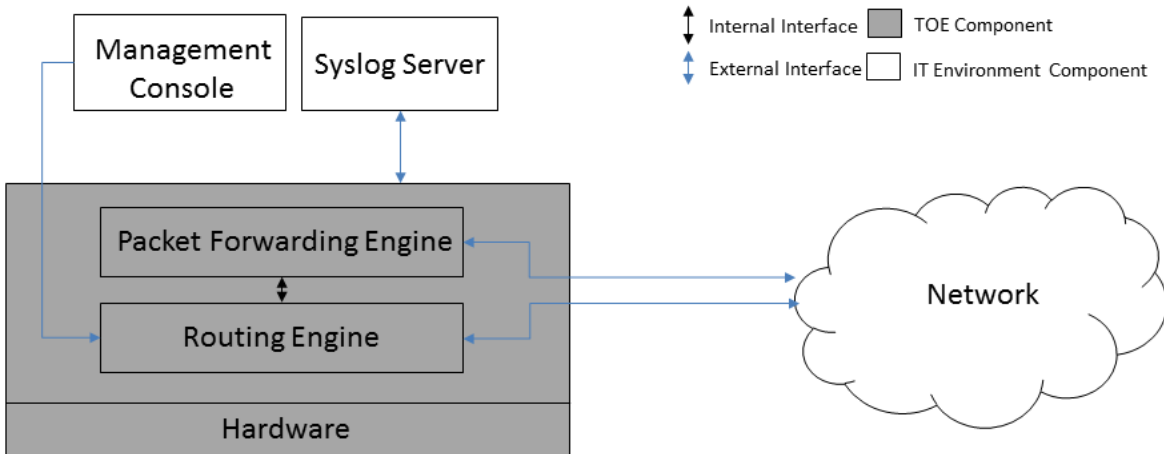 Management
Console
Syslog Server
Internal Interface
TOE Component
External Interface
IT Environment Component
Packet Forwarding Engine
Routing Engine
Network
Hardware